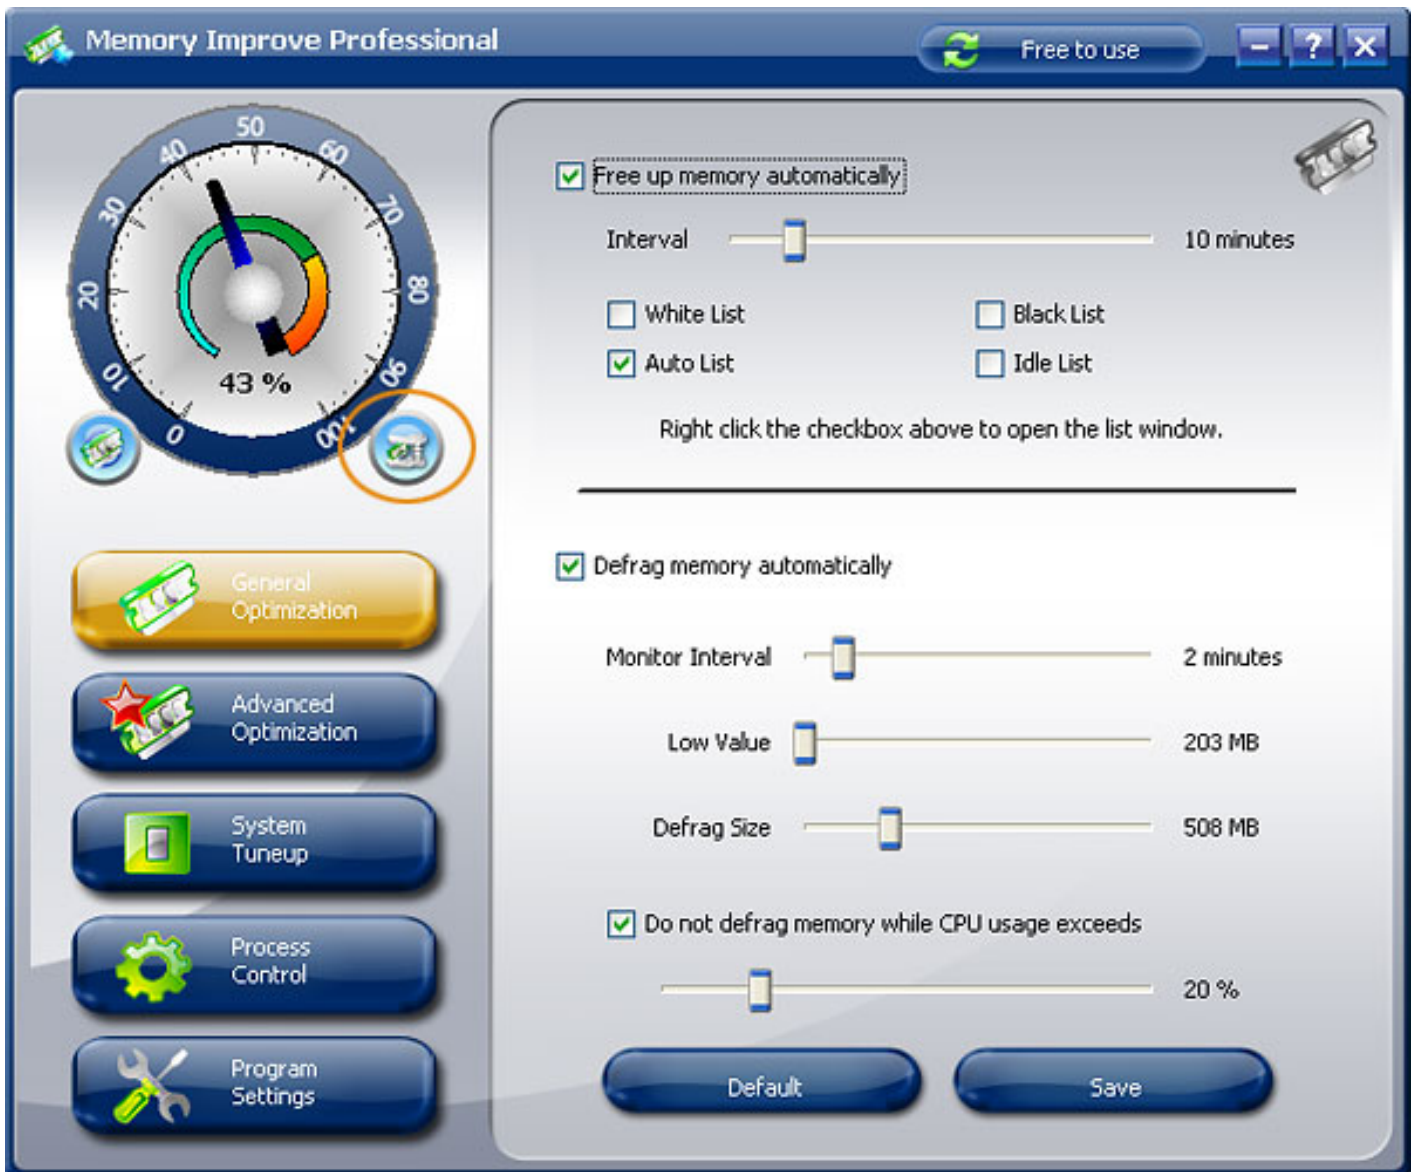 Memory Improve Professional
Free to use
?
0
10
20
30
40
50
60
70
80
90
100
43 %
General
Optimization
Advanced
Optimization
System
Tuneup
Process
Control
Program
Settings
Free up memory automatically
Interval 10 minutes
White List Black List
Auto List Idle List
Right click the checkbox above to open the list window.
Defrag memory automatically
Monitor Interval 2 minutes
Low Value 203 MB
Defrag Size 508 MB
Do not defrag memory while CPU usage exceeds
20 %
Default Save